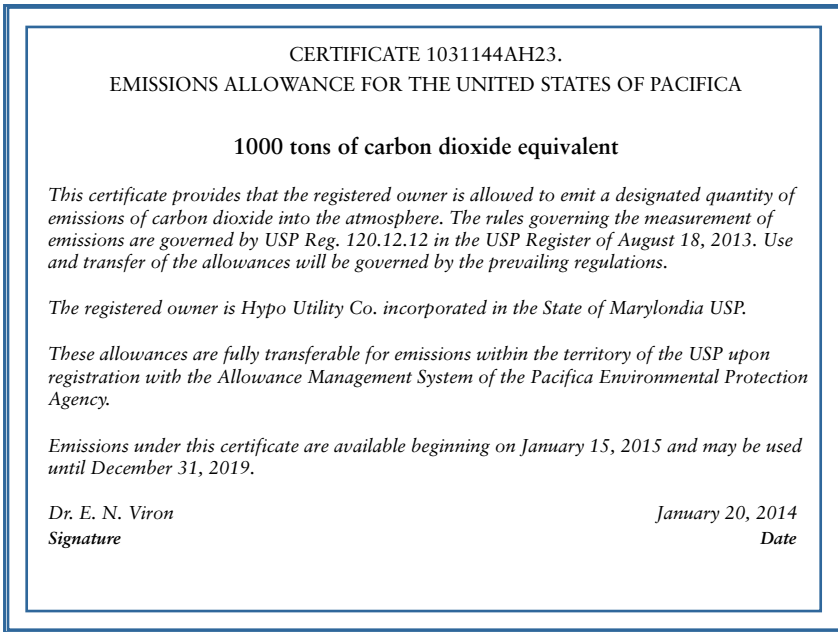 CERTIFICATE 1031144AH23.
EMISSIONS ALLOWANCE FOR THE UNITED STATES OF PACIFICA
1000 tons of carbon dioxide equivalent
This certificate provides that the registered owner is allowed to emit a designated quantity of
emissions of carbon dioxide into the atmosphere. The rules governing the measurement of
emissions are governed by USP Reg. 120.12.12 in the USP Register of August 18, 2013. Use
and transfer of the allowances will be governed by the prevailing regulations.
The registered owner is Hypo Utility Co. incorporated in the State of Marylondia USP.
These allowances are fully transferable for emissions within the territory of the USP upon
registration with the Allowance Management System of the Pacifica Environmental Protection
Agency.
Emissions under this certificate are available beginning on January 15, 2015 and may be used
until December 31, 2019.
Dr. E. N. Viron January 20, 2014
Signature Date